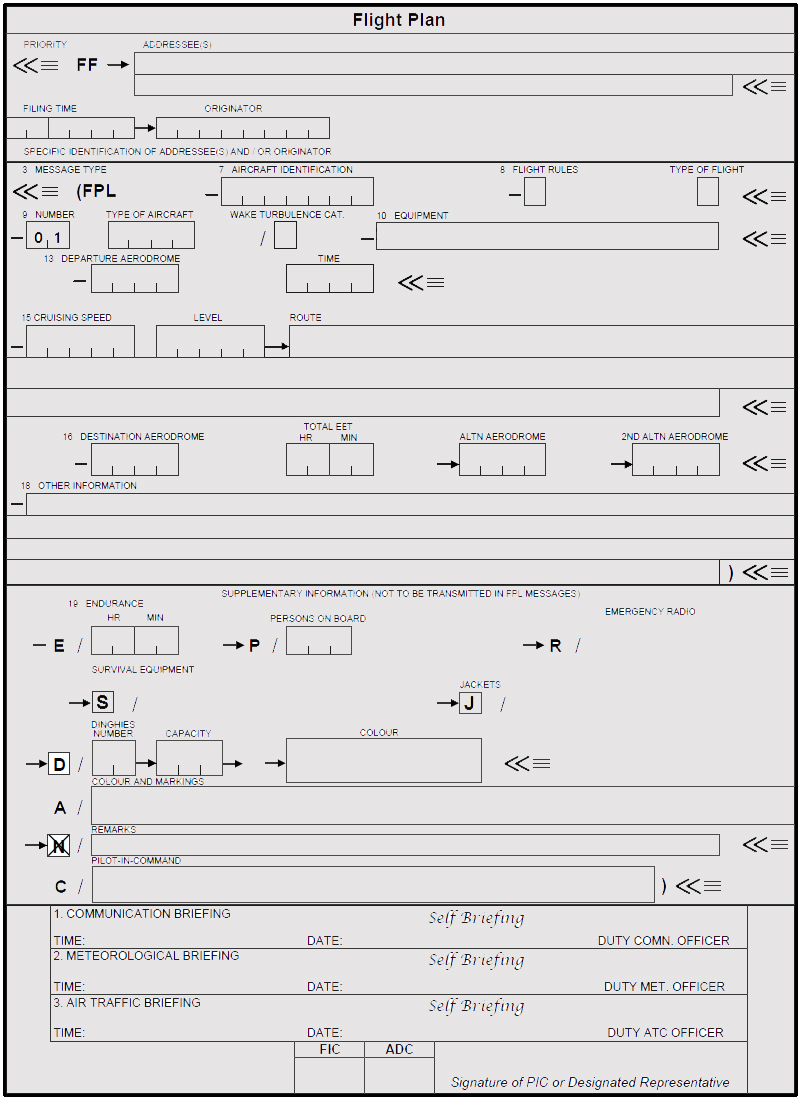 Flight Plan
PRIORITY ADDRESSEE(S)
<<≡ FF →
<<≡
FILING TIME ORIGINATOR
→
SPECIFIC IDENTIFICATION OF ADDRESSEE(S) AND / OR ORIGINATOR
3 MESSAGE TYPE 7 AIRCRAFT IDENTIFICATION 8 FLIGHT RULES TYPE OF FLIGHT
<<≡ (FPL – – <<≡
9 NUMBER TYPE OF AIRCRAFT WAKE TURBULENCE CAT. 10 EQUIPMENT
– 0 1 / – <<≡
13 DEPARTURE AERODROME TIME
– <<≡
15 CRUISING SPEED LEVEL ROUTE
– →
<<≡
16 DESTINATION AERODROME TOTAL EET ALTN AERODROME 2ND ALTN AERODROME
HR MIN
– → → <<≡
18 OTHER INFORMATION
–
) <<≡
SUPPLEMENTARY INFORMATION (NOT TO BE TRANSMITTED IN FPL MESSAGES)
19 ENDURANCE EMERGENCY RADIO
HR MIN PERSONS ON BOARD
– E / → P / → R /
SURVIVAL EQUIPMENT JACKETS
→ S / → J /
DINGHIES
NUMBER CAPACITY COLOUR
→ D / → → → <<≡
COLOUR AND MARKINGS
A /
REMARKS
→ N / <<≡
PILOT-IN-COMMAND
C / ) <<≡
1. COMMUNICATION BRIEFING Self Briefing
TIME: DATE: DUTY COMN. OFFICER
2. METEOROLOGICAL BRIEFING Self Briefing
TIME: DATE: DUTY MET. OFFICER
3. AIR TRAFFIC BRIEFING Self Briefing
TIME: DATE: DUTY ATC OFFICER
FIC ADC
Signature of PIC or Designated Representative